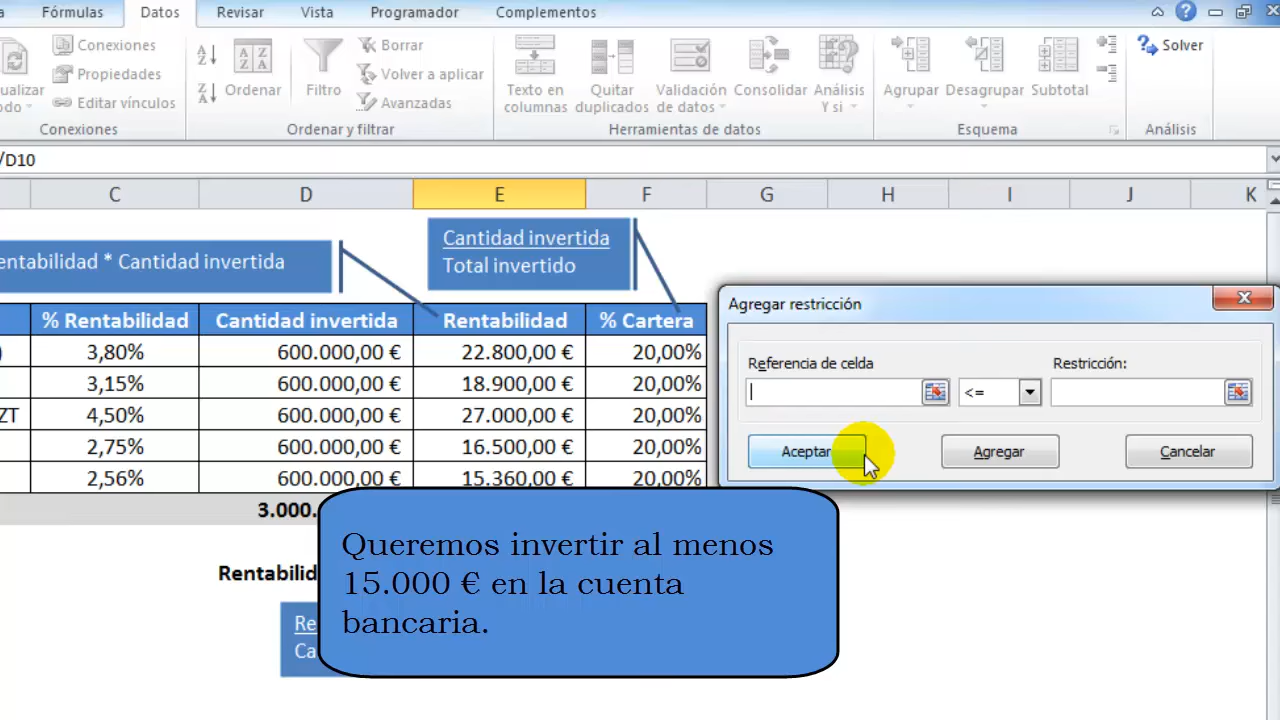 Fórmulas Datos Revisar Vista Programador Complementos
Conexiones
Propiedades
Editar vínculos
Conexiones
Ordenar
Filtro
Borrar
Volver a aplicar
Avanzadas
Ordenar y filtrar
Texto en
columnas
Quitar
duplicados
Validación
de datos
Consolidar
Análisis
Y si
Herramientas de datos
Agrupar
Desagrupar
Subtotal
Esquema
Solver
Análisis
/D10
C D E F G H I J K
entabilidad * Cantidad invertida
Cantidad invertida
Total invertido
% Rentabilidad Cantidad invertida Rentabilidad % Cartera
) 3,80% 600.000,00 € 22.800,00 € 20,00%
3,15% 600.000,00 € 18.900,00 € 20,00%
ZT 4,50% 600.000,00 € 27.000,00 € 20,00%
2,75% 600.000,00 € 16.500,00 € 20,00%
2,56% 600.000,00 € 15.360,00 € 20,00%
3.000.
Rentabilid
Re
Ca
Agregar restricción
Referencia de celda Restricción:
<=
Aceptar Agregar Cancelar
Queremos invertir al menos
15.000 € en la cuenta
bancaria.